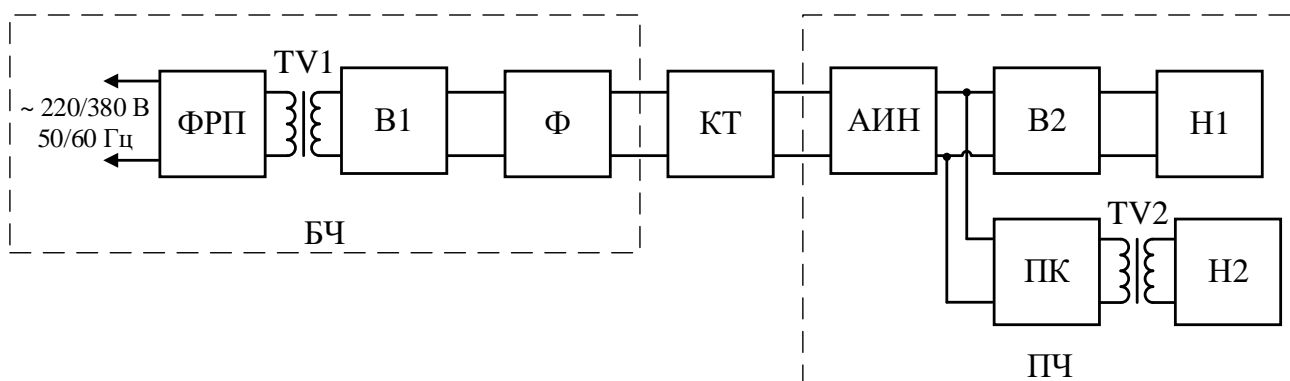 TV1
~ 220/380 В
50/60 Гц
ФРП
В1
Ф
КТ
АИН
В2
Н1
БЧ
TV2
ПК
Н2
ПЧ